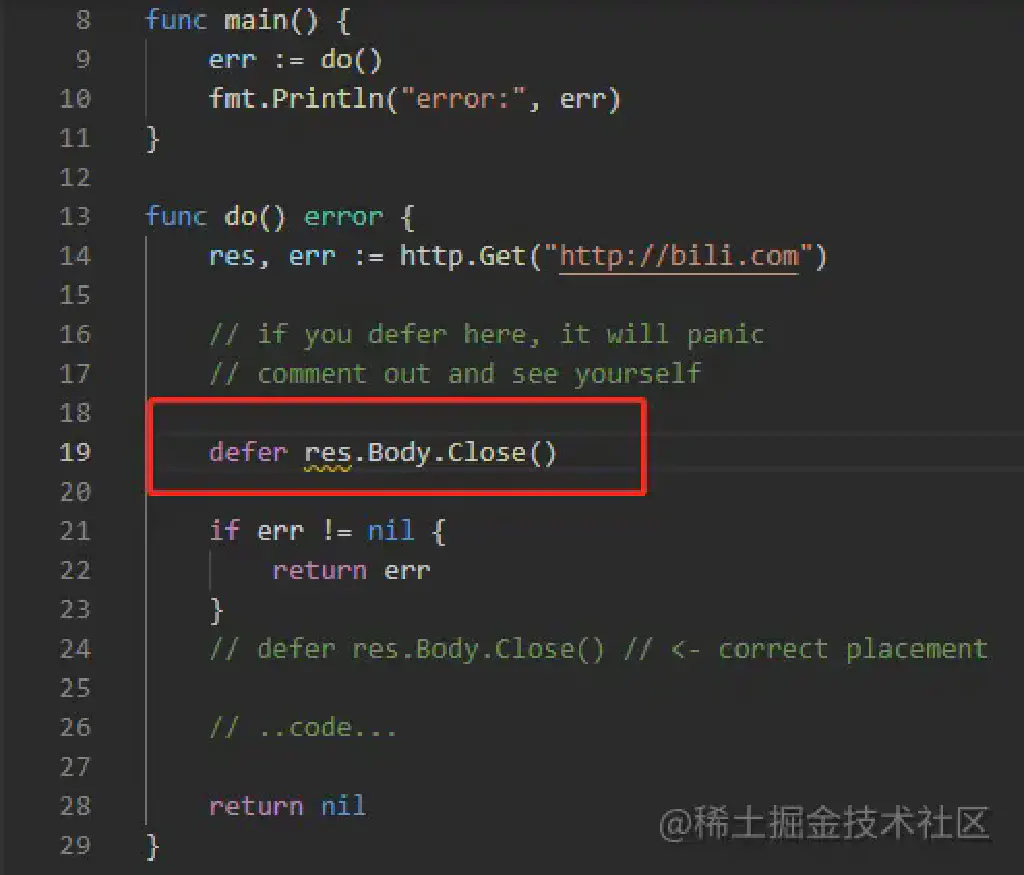 8 func main() {
9 err := do()
10 fmt.Println("error:", err)
11 }
12
13 func do() error {
14 res, err := http.Get("http://bili.com")
15
16 // if you defer here, it will panic
17 // comment out and see yourself
18
19 defer res.Body.Close()
20
21 if err != nil {
22 return err
23 }
24 // defer res.Body.Close() // <- correct placement
25
26 // ..code...
27
28 return nil
29 }
@稀土掘金技术社区